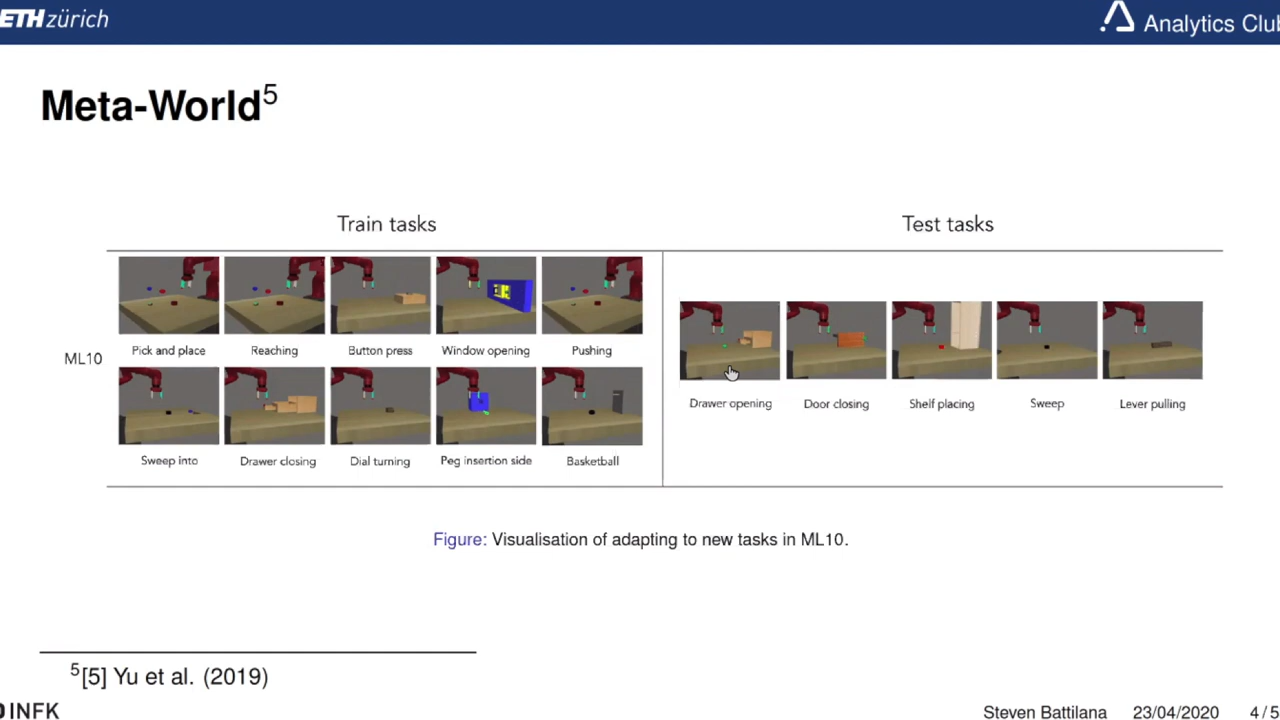 ETH zürich
Analytics Club
Meta-World⁵
Train tasks
Test tasks
ML10
Pick and place
Reaching
Button press
Window opening
Pushing
Sweep into
Drawer closing
Dial turning
Peg insertion side
Basketball
Drawer opening
Door closing
Shelf placing
Sweep
Lever pulling
Figure: Visualisation of adapting to new tasks in ML10.
⁵[5] Yu et al. (2019)
INFK
Steven Battilana 23/04/2020 4/5